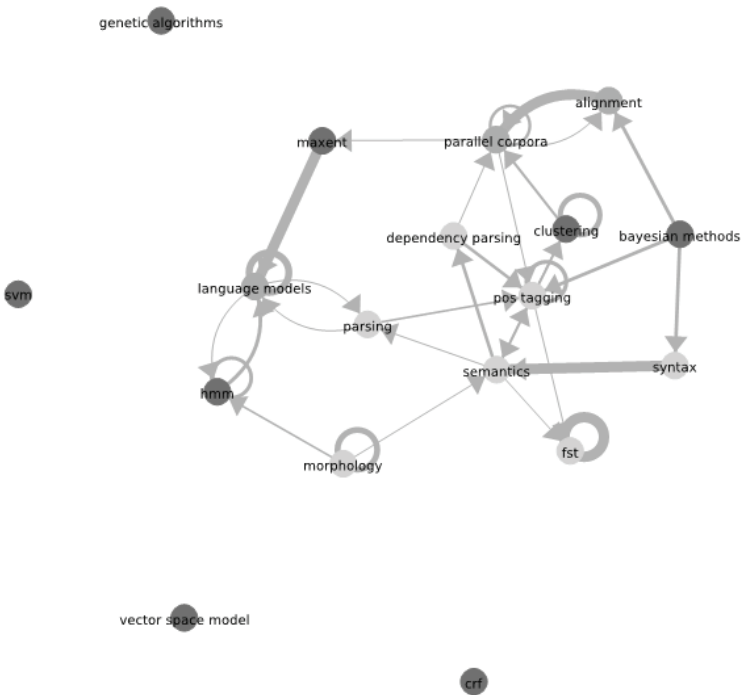 genetic algorithms
alignment
maxent
parallel corpora
dependency parsing
clustering
bayesian methods
language models
svm
pos tagging
parsing
semantics
syntax
hmm
morphology
fst
vector space model
crf